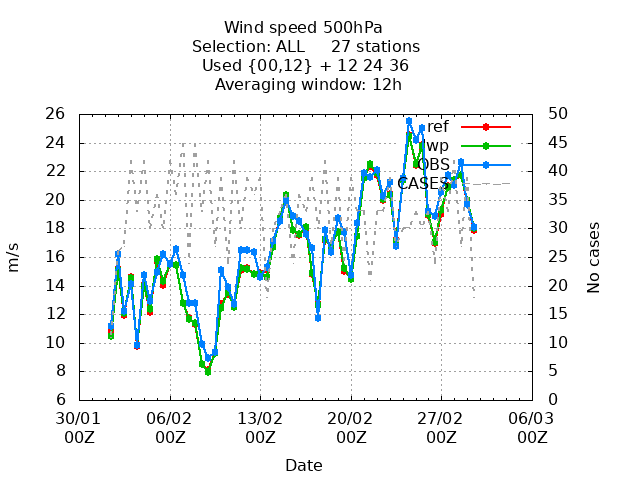 Wind speed 500hPa
Selection: ALL     27 stations
Used {00,12} + 12 24 36
Averaging window: 12h
26
24
22
20
18
16
14
12
10
8
6
m/s
50
45
40
35
30
25
20
15
10
5
0
No cases
ref
wp
OBS
CASES
30/01 06/02 13/02 20/02 27/02 06/03
00Z 00Z 00Z 00Z 00Z 00Z
Date